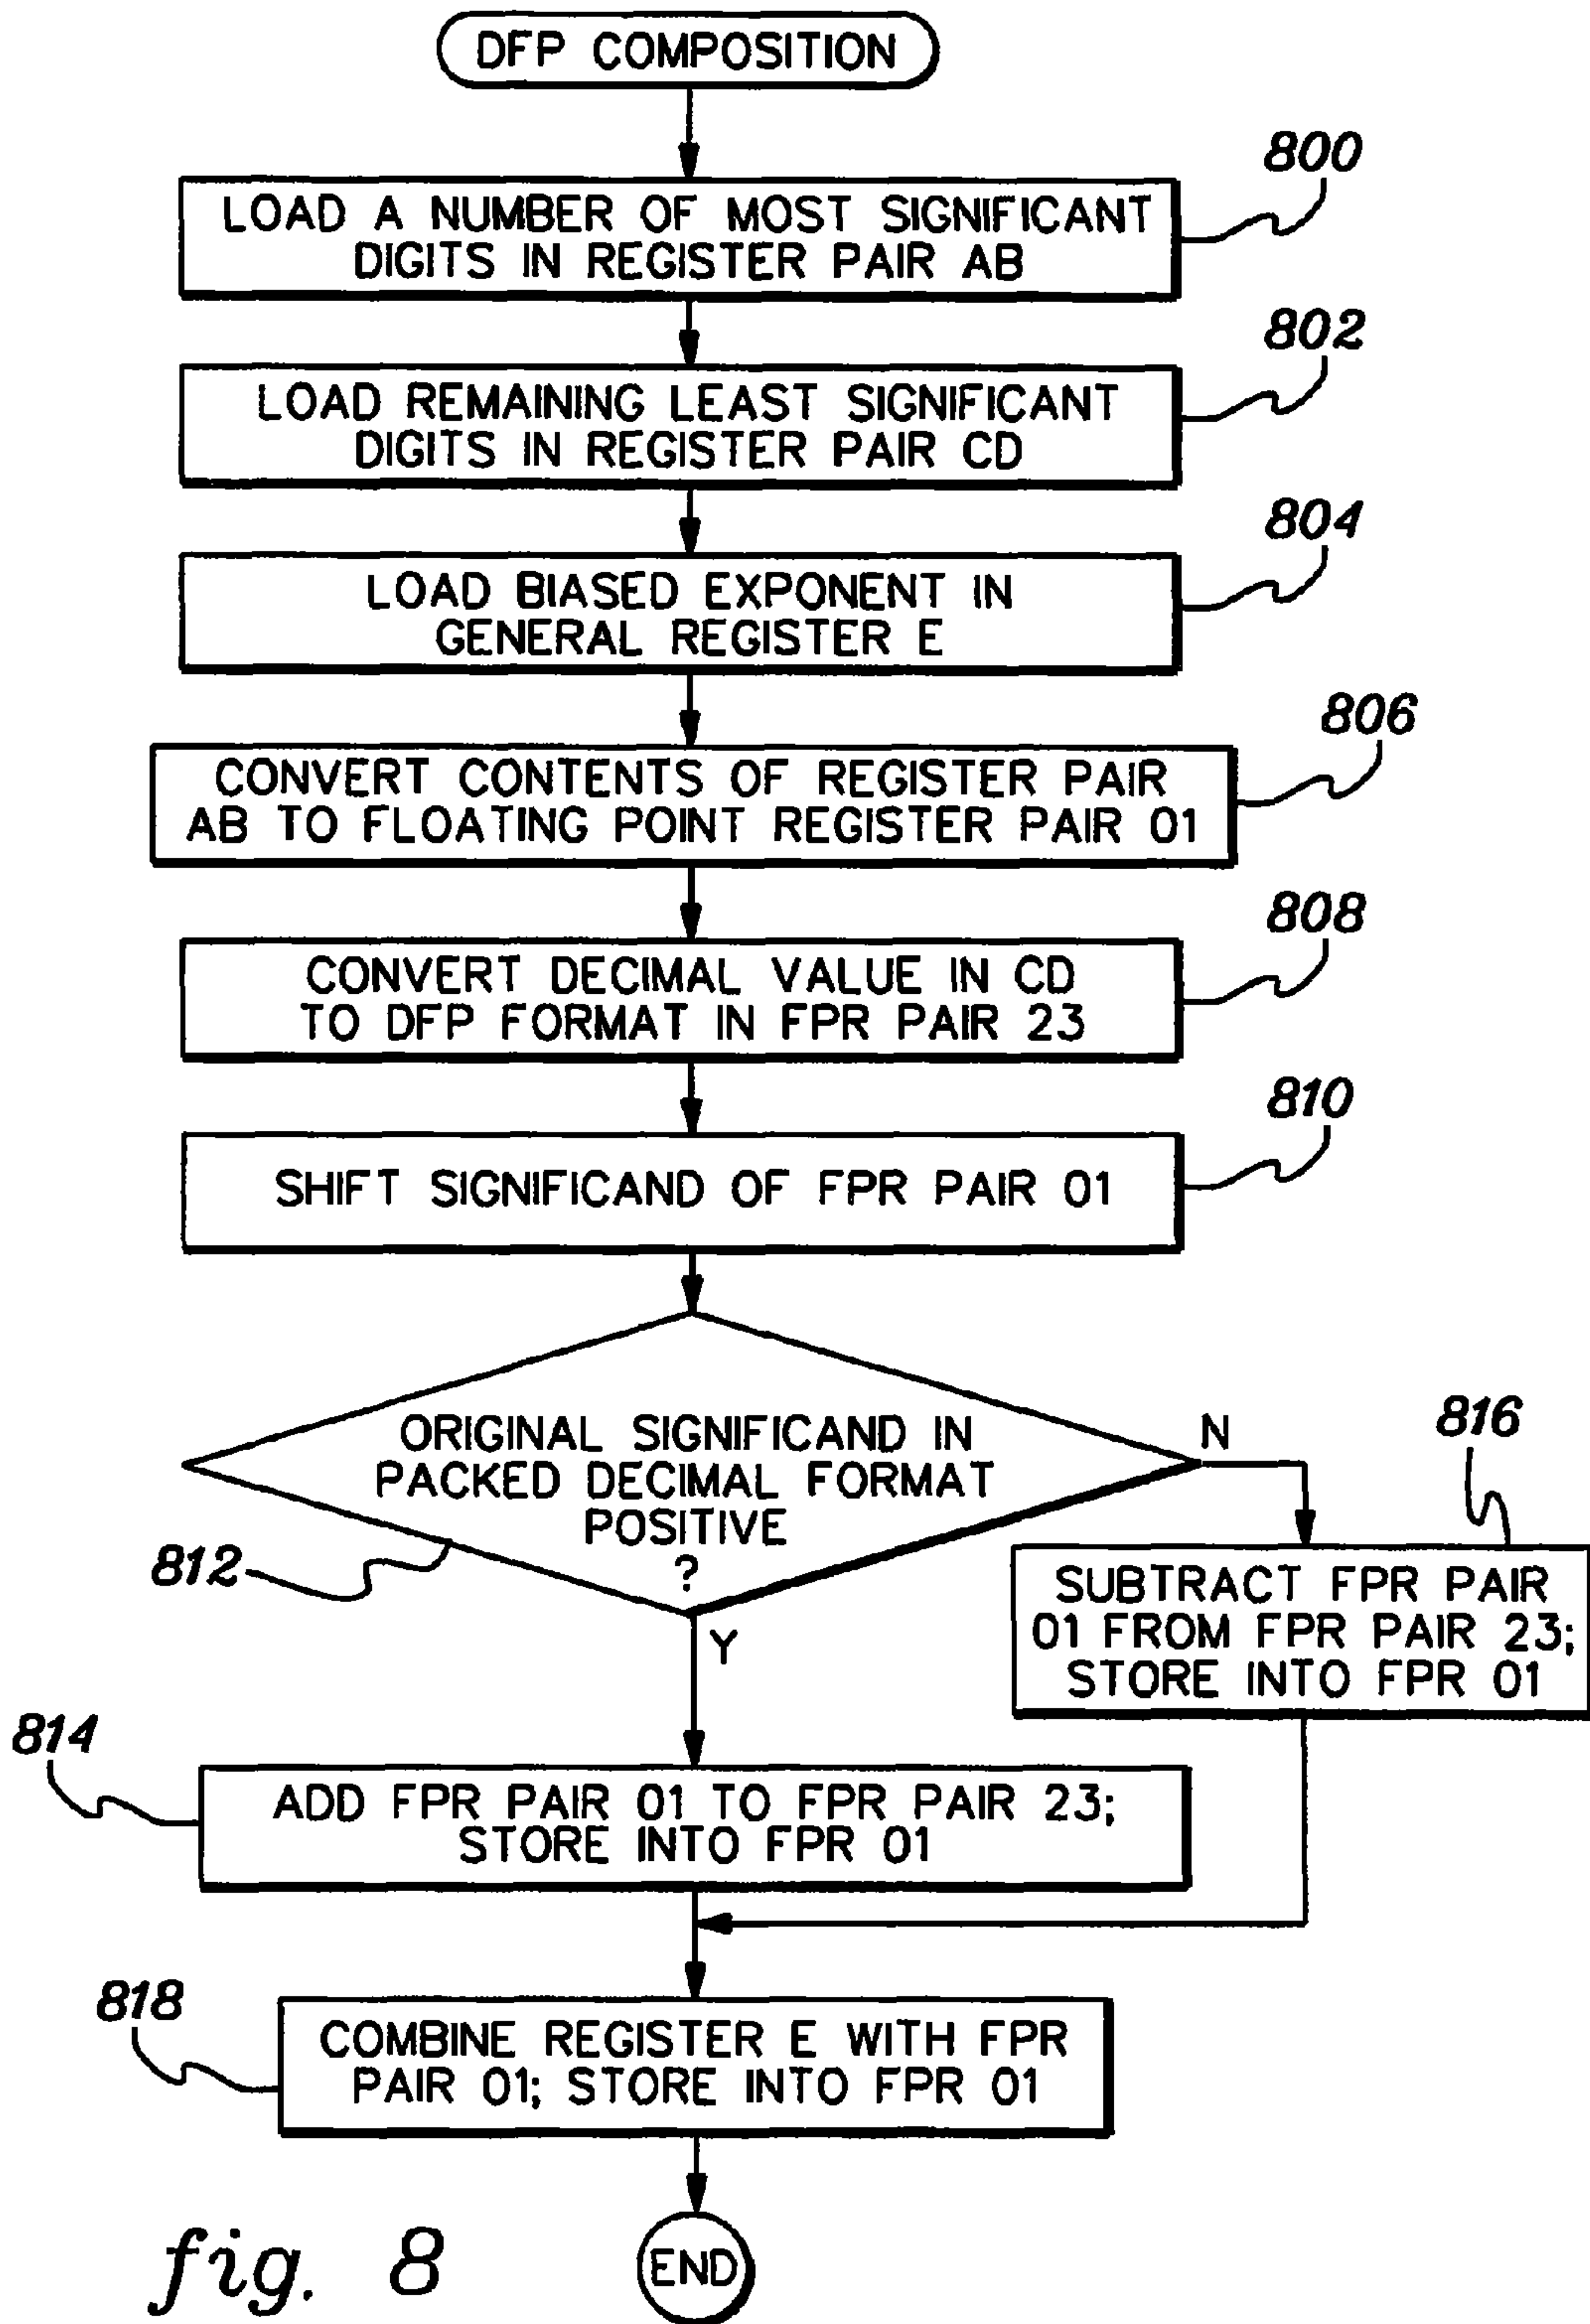 DFP COMPOSITION
800
LOAD A NUMBER OF MOST SIGNIFICANT
DIGITS IN REGISTER PAIR AB
802
LOAD REMAINING LEAST SIGNIFICANT
DIGITS IN REGISTER PAIR CD
804
LOAD BIASED EXPONENT IN
GENERAL REGISTER E
806
CONVERT CONTENTS OF REGISTER PAIR
AB TO FLOATING POINT REGISTER PAIR 01
808
CONVERT DECIMAL VALUE IN CD
TO DFP FORMAT IN FPR PAIR 23
810
SHIFT SIGNIFICAND OF FPR PAIR 01
ORIGINAL SIGNIFICAND IN
PACKED DECIMAL FORMAT
POSITIVE
?
812
N
Y
816
SUBTRACT FPR PAIR
01 FROM FPR PAIR 23;
STORE INTO FPR 01
814
ADD FPR PAIR 01 TO FPR PAIR 23;
STORE INTO FPR 01
818
COMBINE REGISTER E WITH FPR
PAIR 01; STORE INTO FPR 01
END
fig. 8